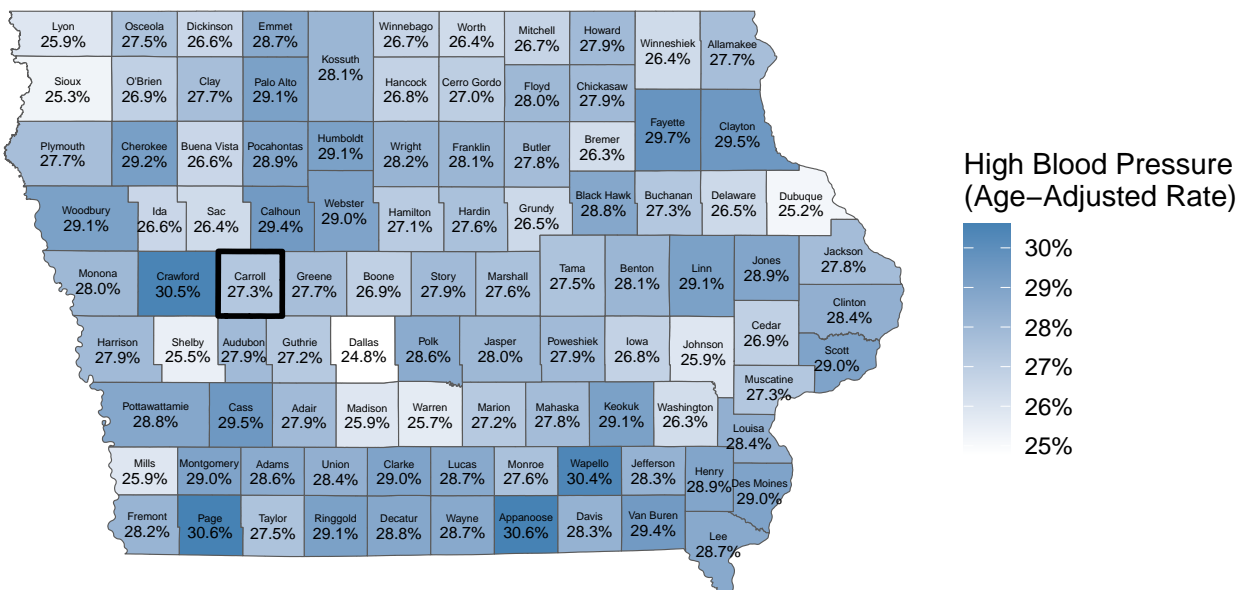 Lyon
25.9%
Osceola
27.5%
Dickinson
26.6%
Emmet
28.7%
Kossuth
28.1%
Winnebago
26.7%
Worth
26.4%
Mitchell
26.7%
Howard
27.9%
Winneshiek
26.4%
Allamakee
27.7%
Sioux
25.3%
O'Brien
26.9%
Clay
27.7%
Palo Alto
29.1%
Hancock
26.8%
Cerro Gordo
27.0%
Floyd
28.0%
Chickasaw
27.9%
Fayette
29.7%
Clayton
29.5%
Plymouth
27.7%
Cherokee
29.2%
Buena Vista
26.6%
Pocahontas
28.9%
Humboldt
29.1%
Wright
28.2%
Franklin
28.1%
Butler
27.8%
Bremer
26.3%
Woodbury
29.1%
Ida
26.6%
Sac
26.4%
Calhoun
29.4%
Webster
29.0%
Hamilton
27.1%
Hardin
27.6%
Grundy
26.5%
Black Hawk
28.8%
Buchanan
27.3%
Delaware
26.5%
Dubuque
25.2%
Monona
28.0%
Crawford
30.5%
Carroll
27.3%
Greene
27.7%
Boone
26.9%
Story
27.9%
Marshall
27.6%
Tama
27.5%
Benton
28.1%
Linn
29.1%
Jones
28.9%
Jackson
27.8%
Clinton
28.4%
Harrison
27.9%
Shelby
25.5%
Audubon
27.9%
Guthrie
27.2%
Dallas
24.8%
Polk
28.6%
Jasper
28.0%
Poweshiek
27.9%
Iowa
26.8%
Johnson
25.9%
Cedar
26.9%
Scott
29.0%
Muscatine
27.3%
Pottawattamie
28.8%
Cass
29.5%
Adair
27.9%
Madison
25.9%
Warren
25.7%
Marion
27.2%
Mahaska
27.8%
Keokuk
29.1%
Washington
26.3%
Louisa
28.4%
Mills
25.9%
Montgomery
29.0%
Adams
28.6%
Union
28.4%
Clarke
29.0%
Lucas
28.7%
Monroe
27.6%
Wapello
30.4%
Jefferson
28.3%
Henry
28.9%
Des Moines
29.0%
Fremont
28.2%
Page
30.6%
Taylor
27.5%
Ringgold
29.1%
Decatur
28.8%
Wayne
28.7%
Appanoose
30.6%
Davis
28.3%
Van Buren
29.4%
Lee
28.7%
High Blood Pressure
(Age−Adjusted Rate)
30%
29%
28%
27%
26%
25%